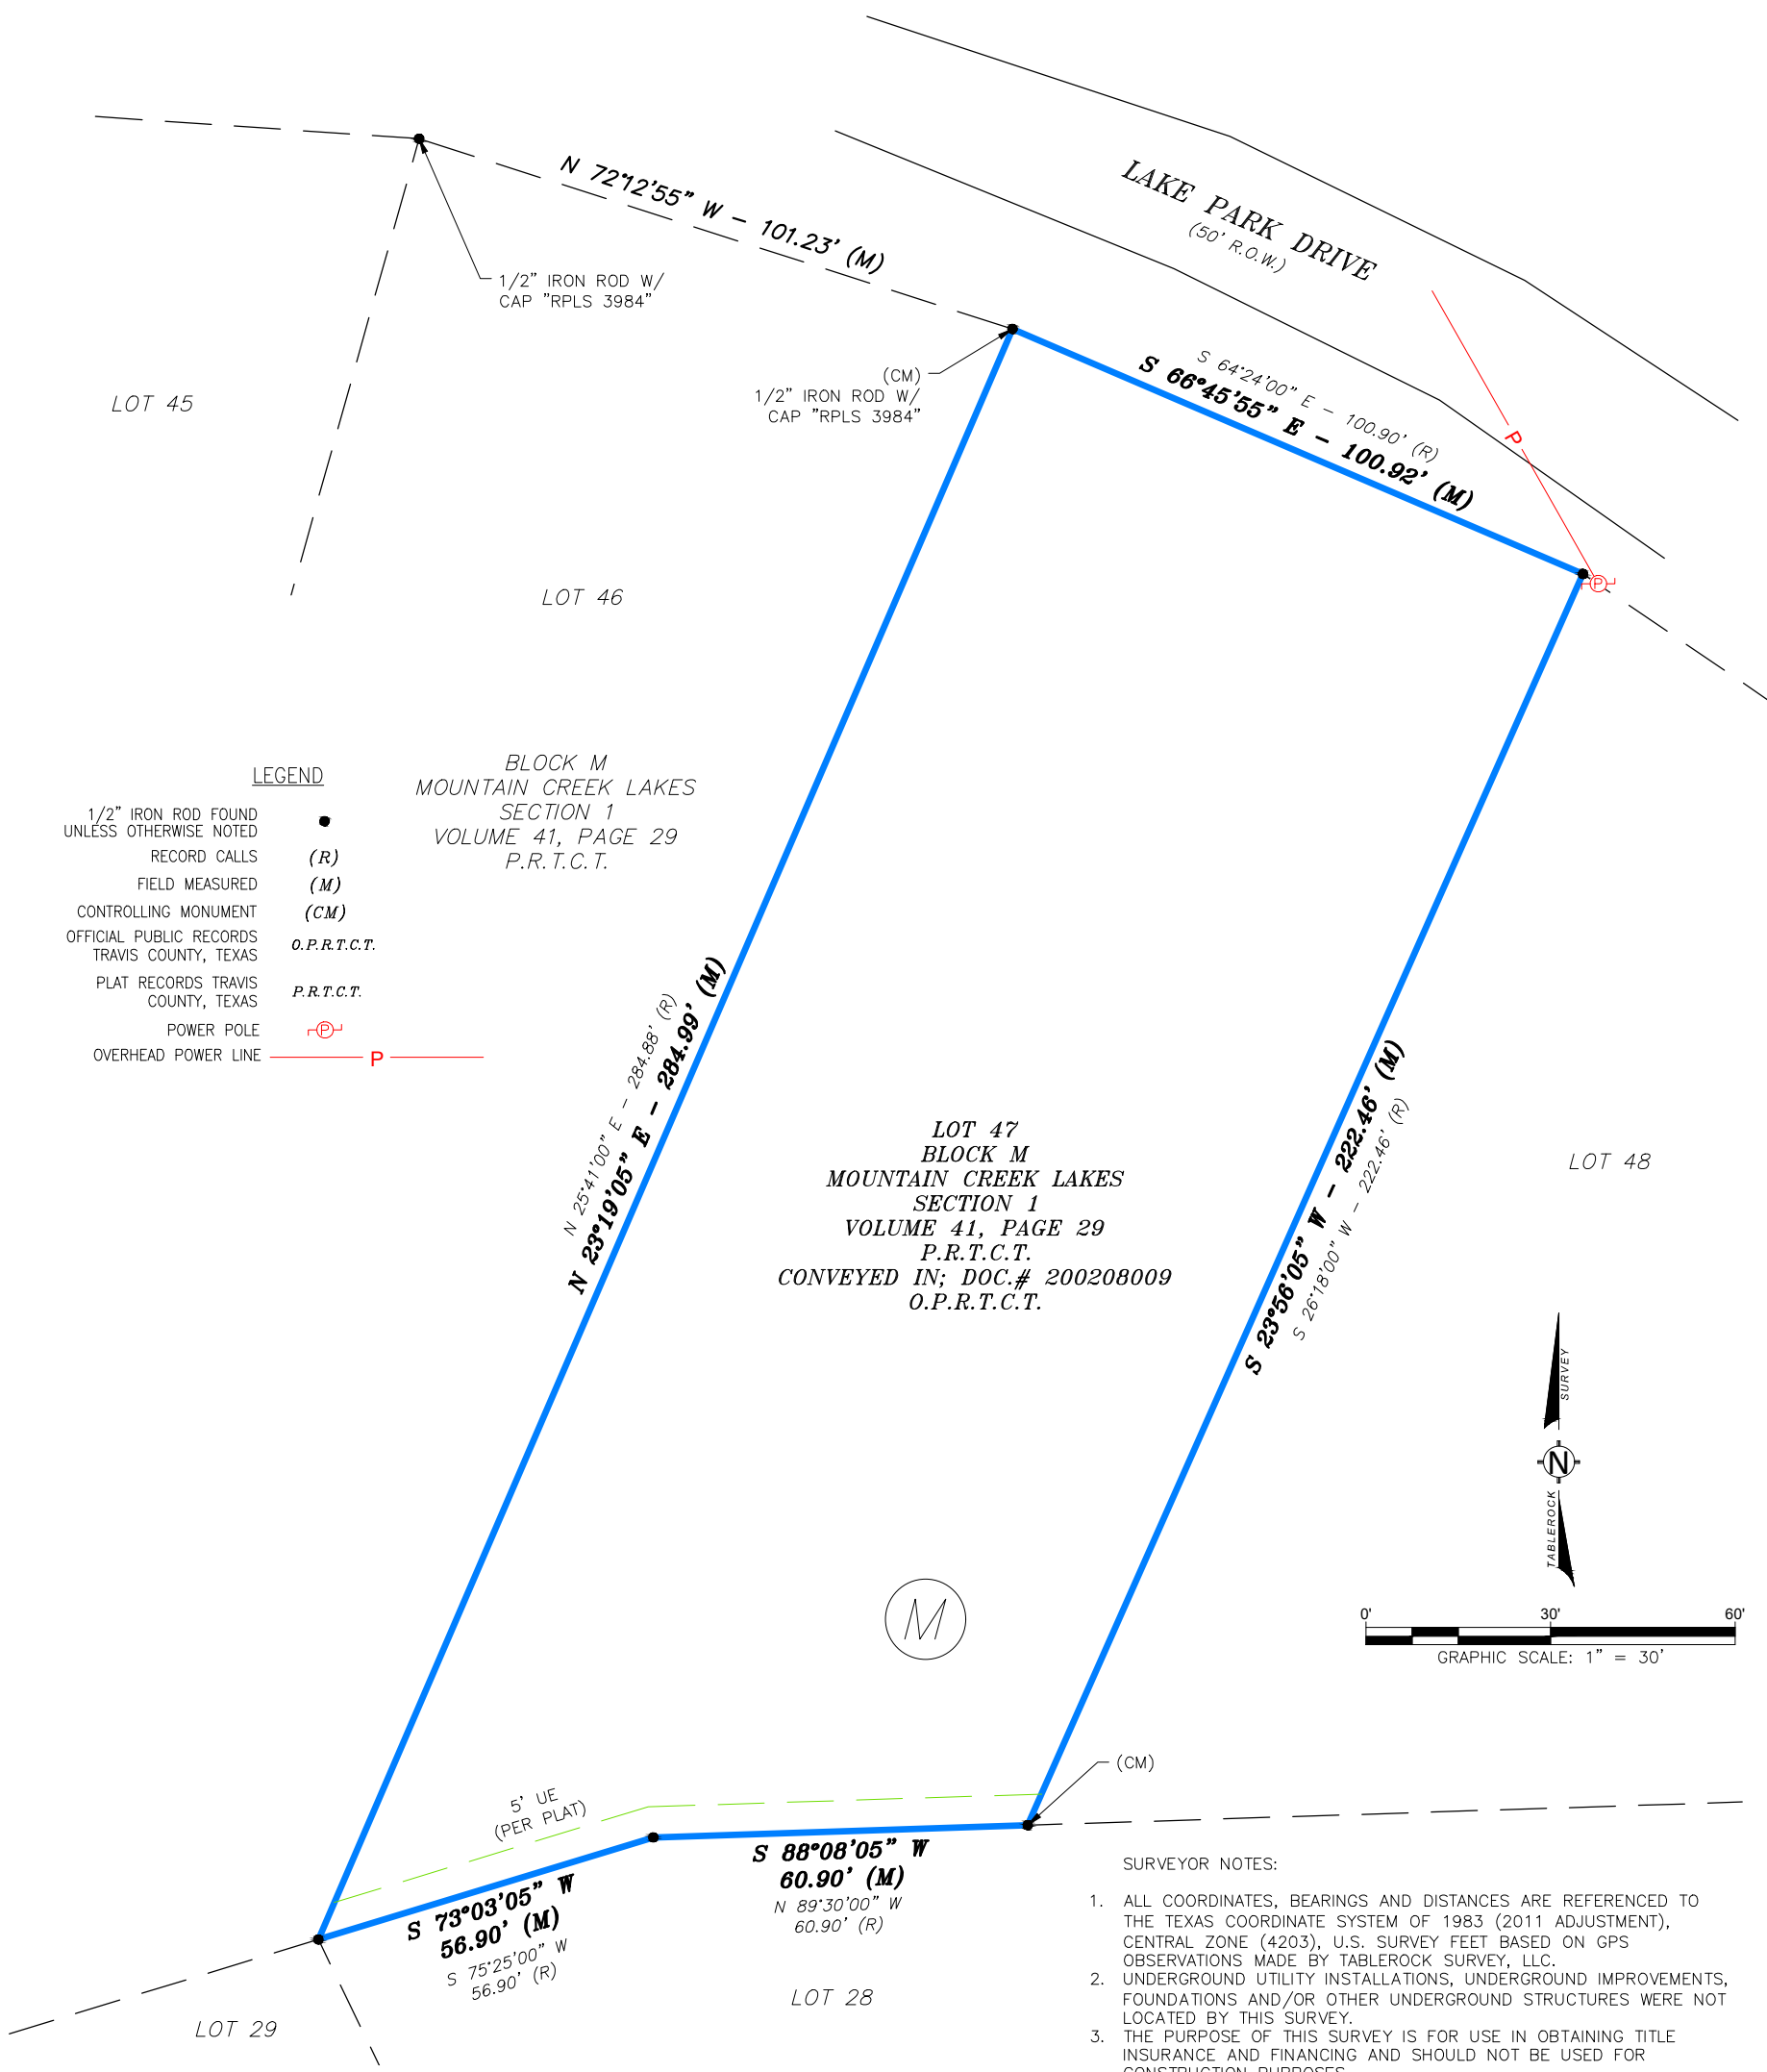 LAKE PARK DRIVE
(50' R.O.W.)
N 72°12'55" W - 101.23' (M)
1/2" IRON ROD W/
CAP "RPLS 3984"
(CM)
1/2" IRON ROD W/
CAP "RPLS 3984"
S 64°24'00" E - 100.90' (R)
S 66°45'55" E - 100.92' (M)
P
P
LOT 45
LOT 46
BLOCK M
MOUNTAIN CREEK LAKES
SECTION 1
VOLUME 41, PAGE 29
P.R.T.C.T.
LEGEND
1/2" IRON ROD FOUND
UNLESS OTHERWISE NOTED
RECORD CALLS (R)
FIELD MEASURED (M)
CONTROLLING MONUMENT (CM)
OFFICIAL PUBLIC RECORDS
TRAVIS COUNTY, TEXAS O.P.R.T.C.T.
PLAT RECORDS TRAVIS
COUNTY, TEXAS P.R.T.C.T.
POWER POLE P
OVERHEAD POWER LINE P
N 25°41'00" E - 284.88' (R)
N 23°19'05" E - 284.99' (M)
LOT 47
BLOCK M
MOUNTAIN CREEK LAKES
SECTION 1
VOLUME 41, PAGE 29
P.R.T.C.T.
CONVEYED IN; DOC.# 200208009
O.P.R.T.C.T.
S 23°56'05" W - 222.46' (M)
S 26°18'00" W - 222.46' (R)
LOT 48
SURVEY
N
TABLEROCK
0' 30' 60'
GRAPHIC SCALE: 1" = 30'
M
(CM)
5' UE
(PER PLAT)
S 88°08'05" W
60.90' (M)
N 89°30'00" W
60.90' (R)
S 73°03'05" W
56.90' (M)
S 75°25'00" W
56.90' (R)
LOT 28
LOT 29
SURVEYOR NOTES:
1. ALL COORDINATES, BEARINGS AND DISTANCES ARE REFERENCED TO
THE TEXAS COORDINATE SYSTEM OF 1983 (2011 ADJUSTMENT),
CENTRAL ZONE (4203), U.S. SURVEY FEET BASED ON GPS
OBSERVATIONS MADE BY TABLEROCK SURVEY, LLC.
2. UNDERGROUND UTILITY INSTALLATIONS, UNDERGROUND IMPROVEMENTS,
FOUNDATIONS AND/OR OTHER UNDERGROUND STRUCTURES WERE NOT
LOCATED BY THIS SURVEY.
3. THE PURPOSE OF THIS SURVEY IS FOR USE IN OBTAINING TITLE
INSURANCE AND FINANCING AND SHOULD NOT BE USED FOR
CONSTRUCTION PURPOSES